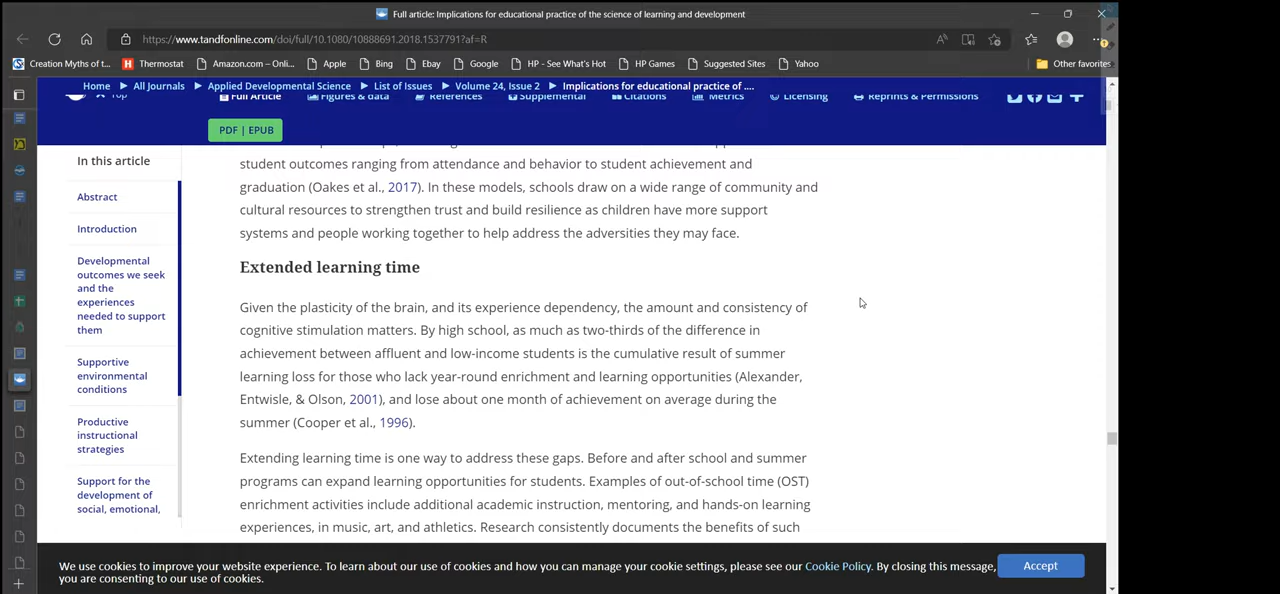 Full article: Implications for educational practice of the science of learning and development
https://www.tandfonline.com/doi/full/10.1080/10888691.2018.1537791?af=R
Creation Myths of t... Thermostat Amazon.com – Onli... Apple Bing Ebay Google HP - See What's Hot HP Games Suggested Sites Yahoo Other favorites
Home All Journals Applied Developmental Science List of Issues Volume 24, Issue 2 Implications for educational practice of ....
Top Full Article Figures & data References Supplemental Citations Metrics Licensing Reprints & Permissions
PDF | EPUB
In this article
Abstract
Introduction
Developmental
outcomes we seek
and the
experiences
needed to support
them
Supportive
environmental
conditions
Productive
instructional
strategies
Support for the
development of
social, emotional,
student outcomes ranging from attendance and behavior to student achievement and
graduation (Oakes et al., 2017). In these models, schools draw on a wide range of community and
cultural resources to strengthen trust and build resilience as children have more support
systems and people working together to help address the adversities they may face.
Extended learning time
Given the plasticity of the brain, and its experience dependency, the amount and consistency of
cognitive stimulation matters. By high school, as much as two-thirds of the difference in
achievement between affluent and low-income students is the cumulative result of summer
learning loss for those who lack year-round enrichment and learning opportunities (Alexander,
Entwisle, & Olson, 2001), and lose about one month of achievement on average during the
summer (Cooper et al., 1996).
Extending learning time is one way to address these gaps. Before and after school and summer
programs can expand learning opportunities for students. Examples of out-of-school time (OST)
enrichment activities include additional academic instruction, mentoring, and hands-on learning
experiences, in music, art, and athletics. Research consistently documents the benefits of such
We use cookies to improve your website experience. To learn about our use of cookies and how you can manage your cookie settings, please see our Cookie Policy. By closing this message,
you are consenting to our use of cookies.
Accept